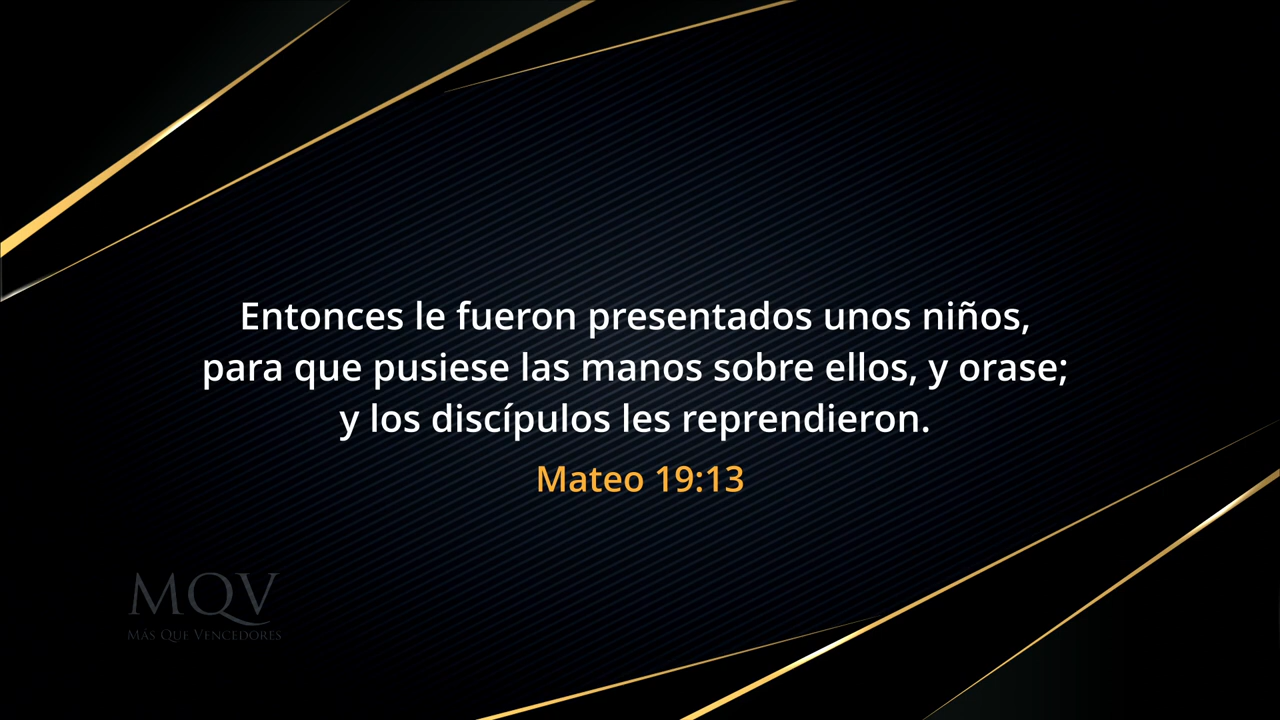 Entonces le fueron presentados unos niños,
para que pusiese las manos sobre ellos, y orase;
y los discípulos les reprendieron.
Mateo 19:13
MQV
MÁS QUE VENCEDORES